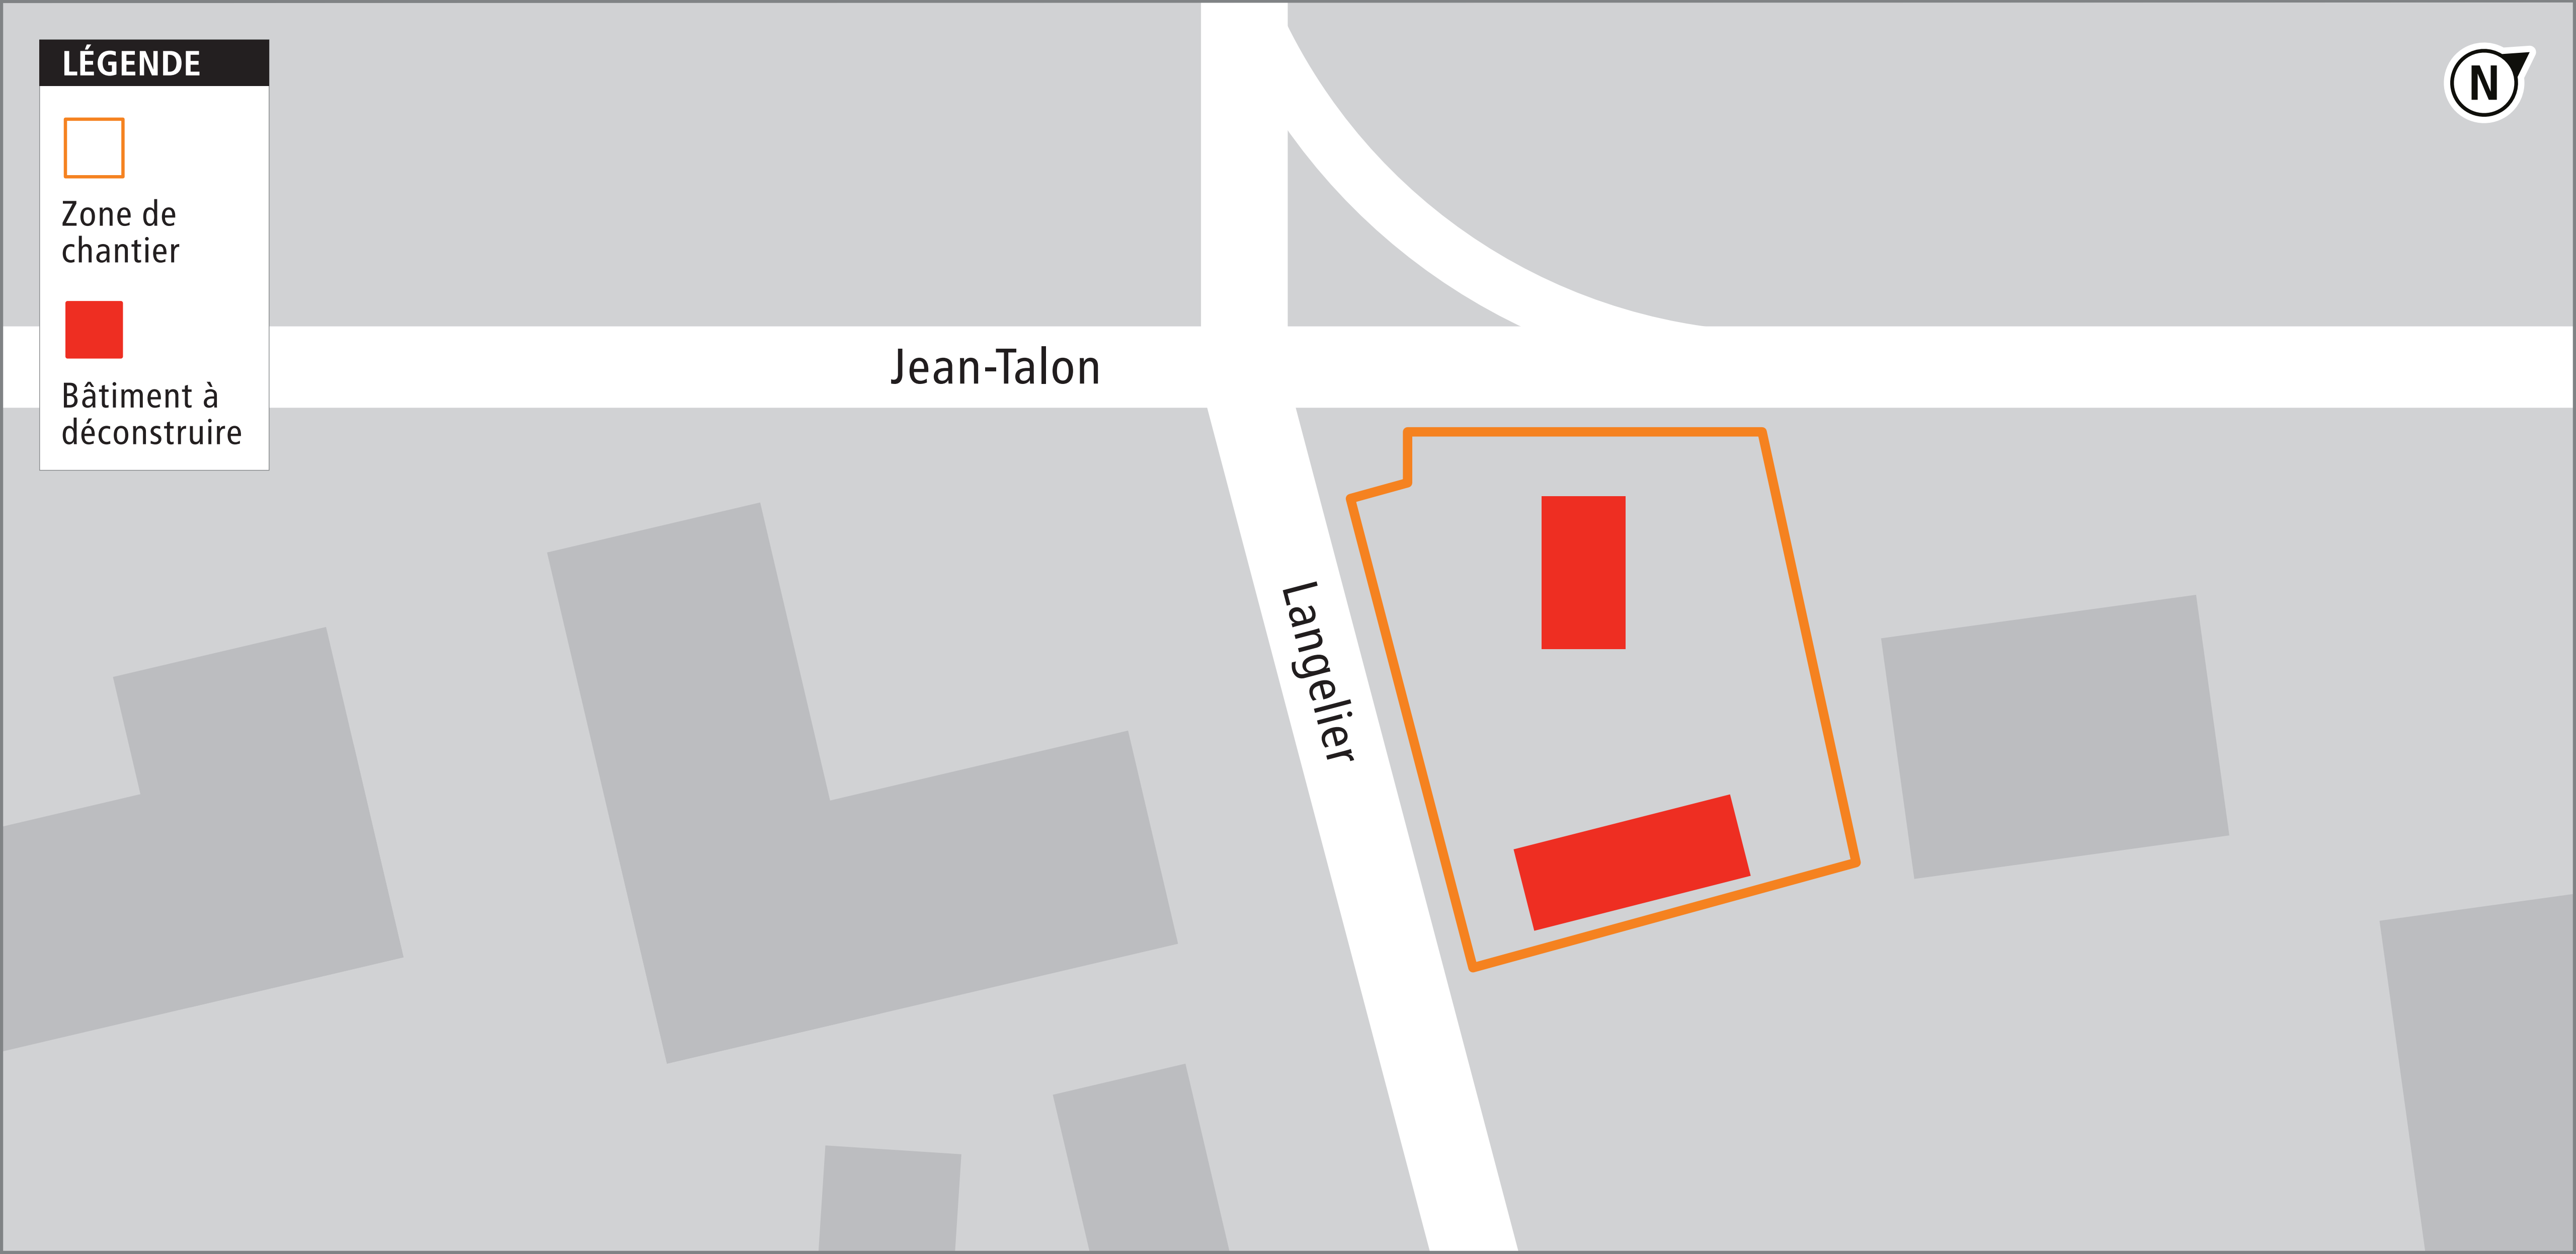 LÉGENDE
Zone de
chantier
Bâtiment à
déconstruire
N
Jean-Talon
Langelier